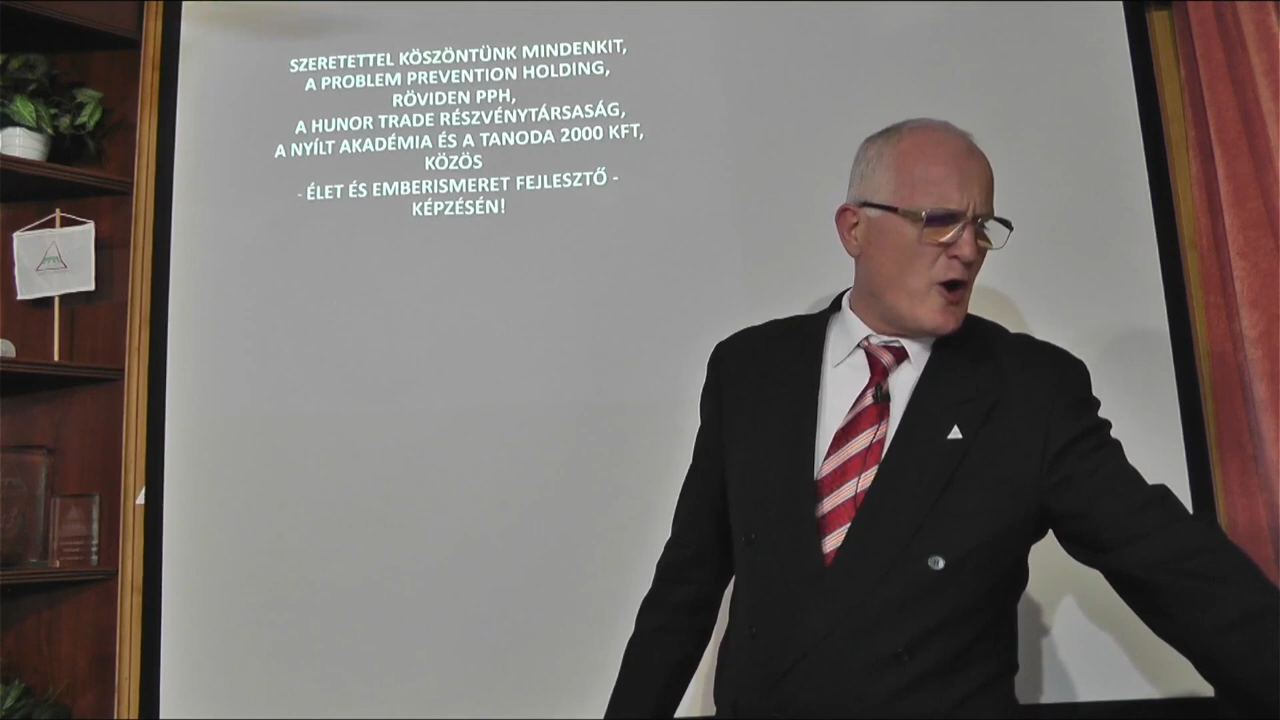 SZERETETTEL KÖSZÖNTÜNK MINDENKIT,
A PROBLEM PREVENTION HOLDING,
RÖVIDEN PPH,
A HUNOR TRADE RÉSZVÉNYTÁRSASÁG,
A NYÍLT AKADÉMIA ÉS A TANODA 2000 KFT,
KÖZÖS
- ÉLET ÉS EMBERISMERET FEJLESZTŐ -
KÉPZÉSÉN!